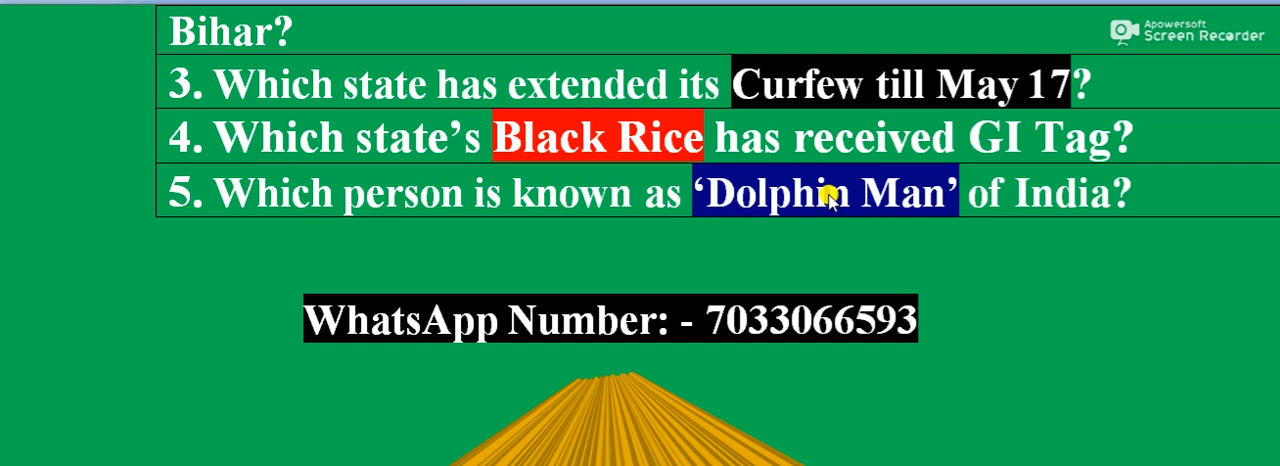 Bihar?
Apowersoft
Screen Recorder
3. Which state has extended its Curfew till May 17?
4. Which state’s Black Rice has received GI Tag?
5. Which person is known as ‘Dolphin Man’ of India?
WhatsApp Number: - 7033066593